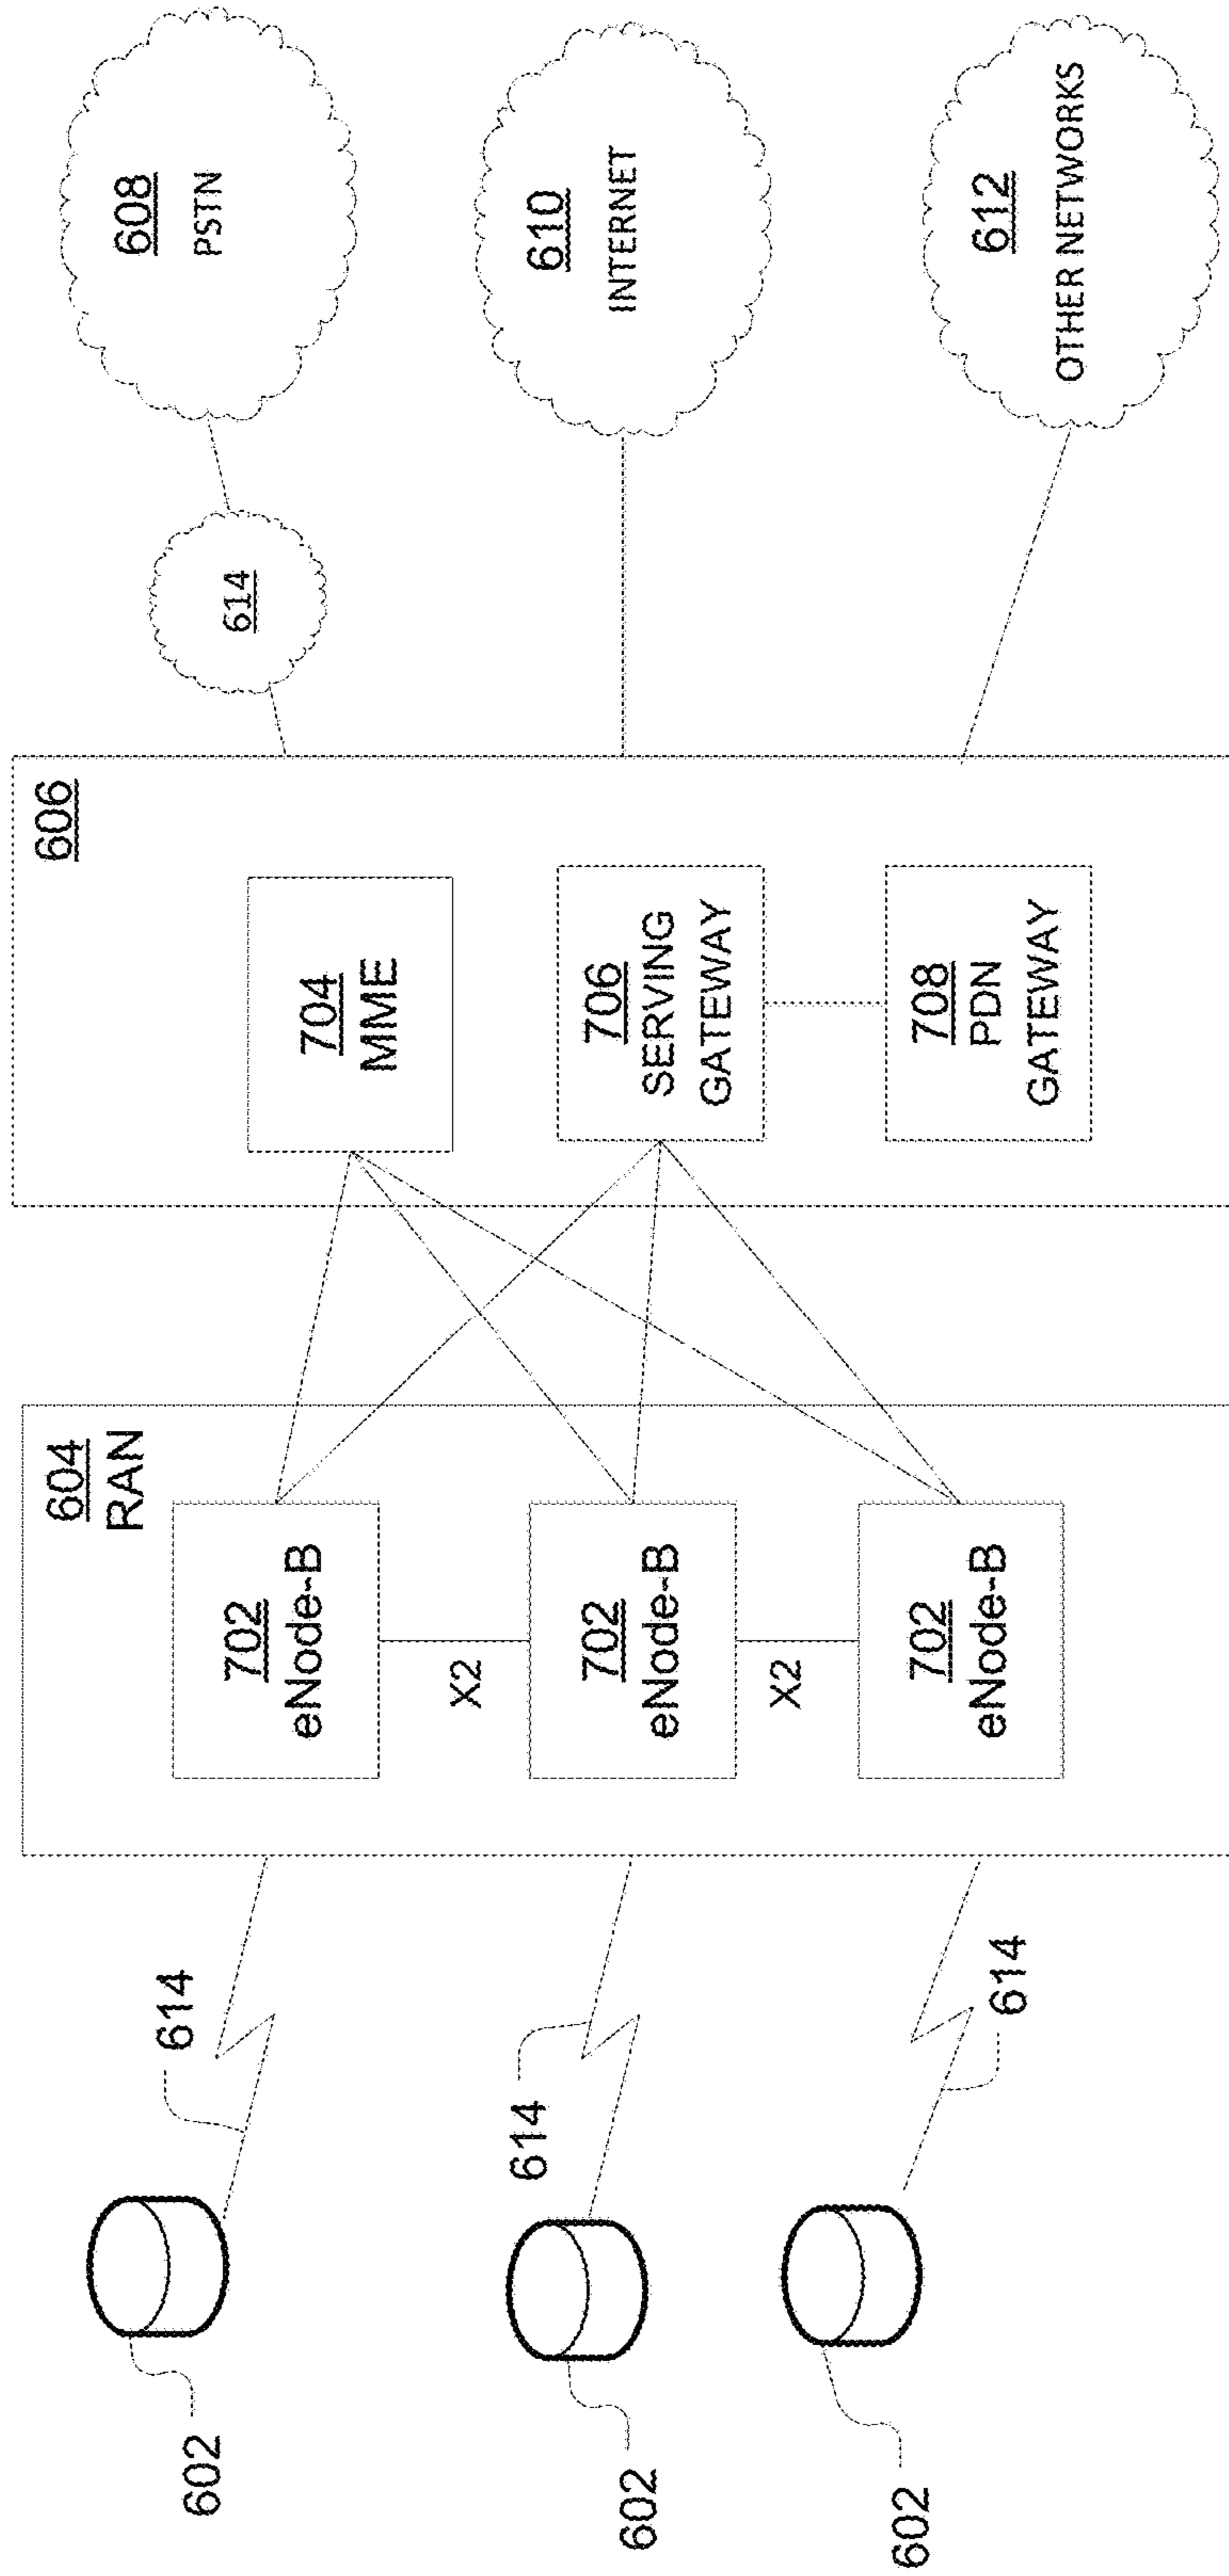 602
602
602
614
614
614
604
RAN
702
eNode-B
X2
702
eNode-B
X2
702
eNode-B
606
704
MME
706
SERVING
GATEWAY
708
PDN
GATEWAY
614
608
PSTN
610
INTERNET
612
OTHER NETWORKS